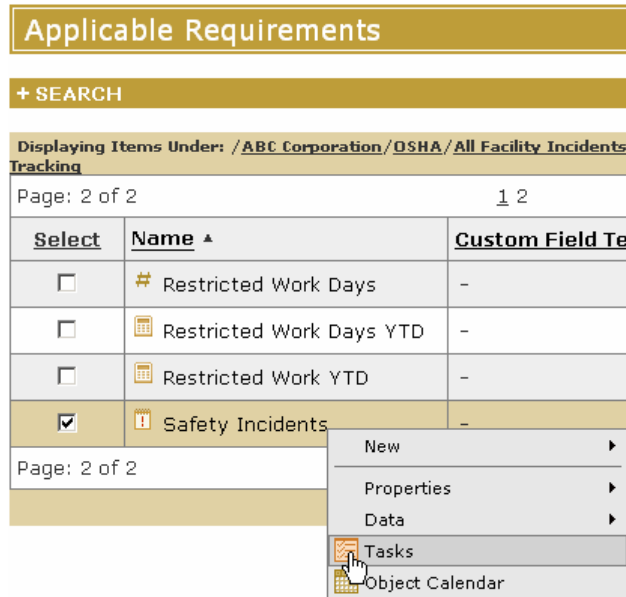 Applicable Requirements
+ SEARCH
Displaying Items Under: /ABC Corporation/OSHA/All Facility Incidents
Tracking
Page: 2 of 2 1 2
Select Name Custom Field Te
# Restricted Work Days -
Restricted Work Days YTD -
Restricted Work YTD -
Safety Incidents -
Page: 2 of 2
New
Properties
Data
Tasks
Object Calendar